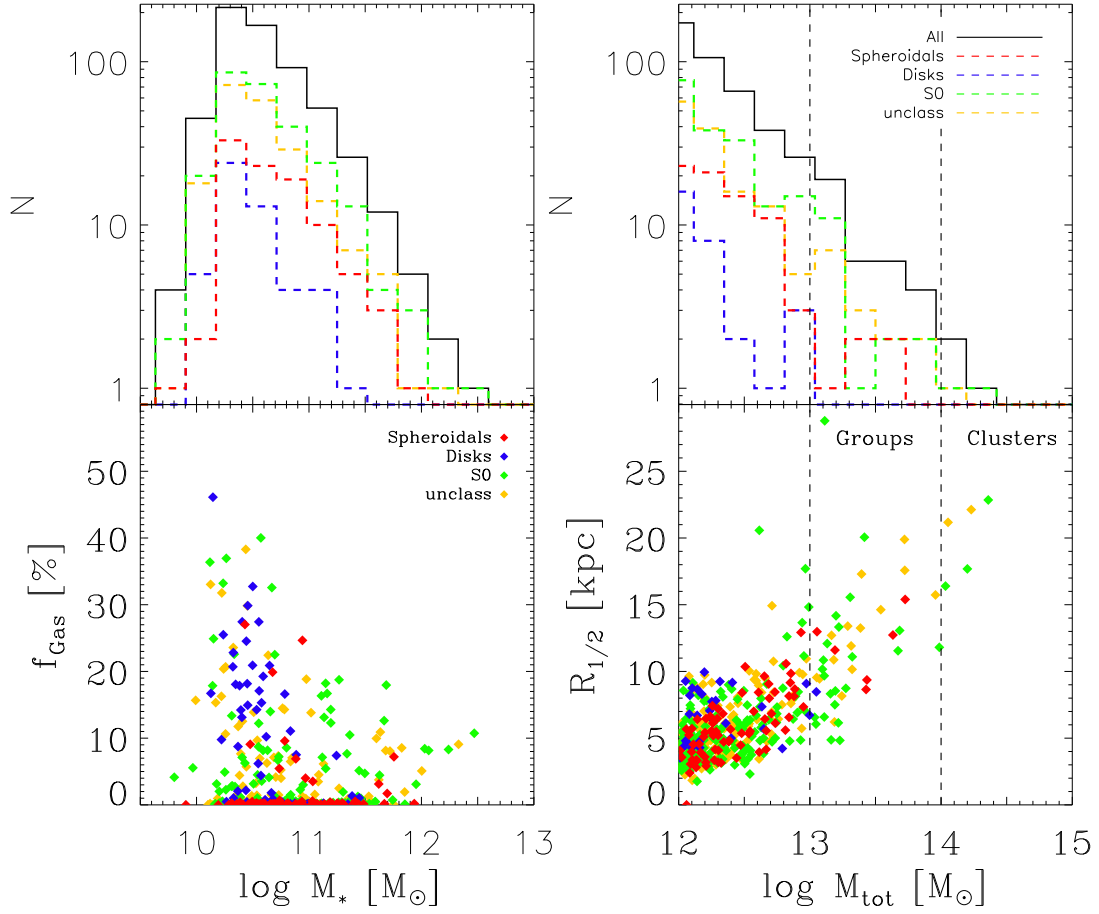 N
100
10
1
N
100
10
1
All
Spheroidals
Disks
S0
unclass
f_Gas [%]
50
40
30
20
10
0
Spheroidals
Disks
S0
unclass
10
11
12
13
log M_* [M_⊙]
R_1/2 [kpc]
25
20
15
10
5
0
Groups
Clusters
12
13
14
15
log M_tot [M_⊙]